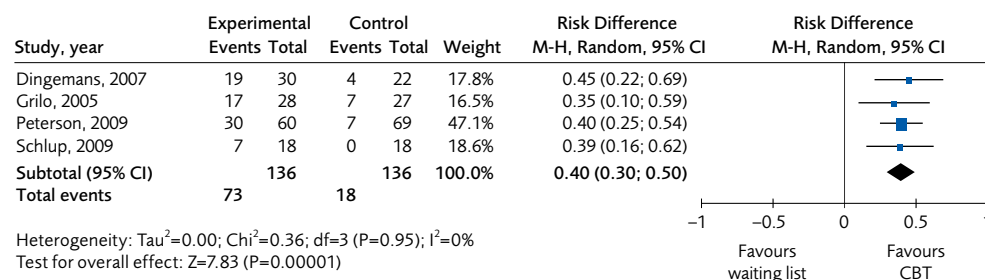 Experimental Control Risk Difference Risk Difference
Study, year Events Total Events Total Weight M-H, Random, 95% CI M-H, Random, 95% CI
Dingemans, 2007 19 30 4 22 17.8% 0.45 (0.22; 0.69)
Grilo, 2005 17 28 7 27 16.5% 0.35 (0.10; 0.59)
Peterson, 2009 30 60 7 69 47.1% 0.40 (0.25; 0.54)
Schlup, 2009 7 18 0 18 18.6% 0.39 (0.16; 0.62)
Subtotal (95% CI) 136 136 100.0% 0.40 (0.30; 0.50)
Total events 73 18
−1 −0.5 0 0.5
Heterogeneity: Tau²=0.00; Chi²=0.36; df=3 (P=0.95); I²=0%
Test for overall effect: Z=7.83 (P=0.00001)
Favours waiting list
Favours CBT